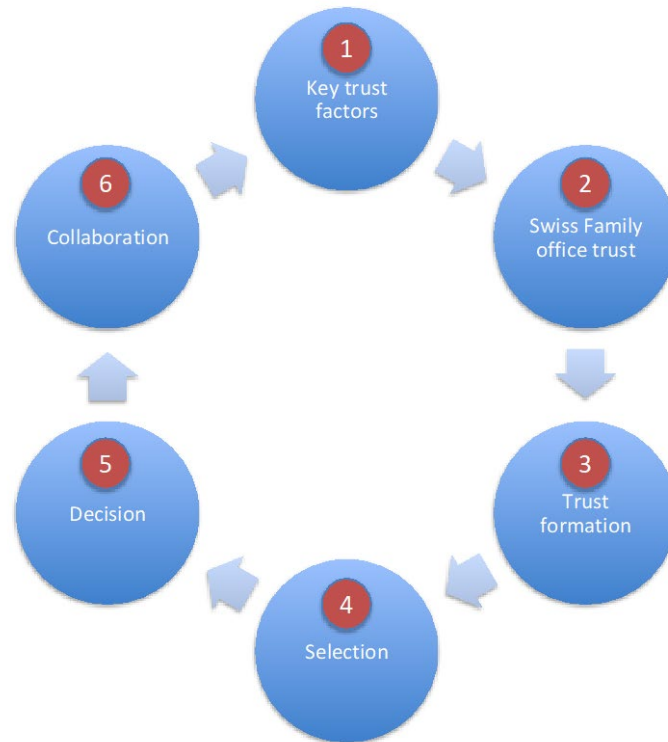 1
Key trust
factors
2
Swiss Family
office trust
3
Trust
formation
4
Selection
5
Decision
6
Collaboration